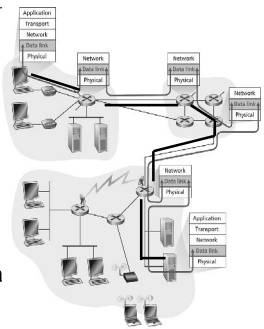 Application
Transport
Network
Data link
Physical
Network
Data link
Physical
Network
Data link
Physical
Network
Data link
Physical
Network
Data link
Physical
Application
Transport
Network
Data link
Physical